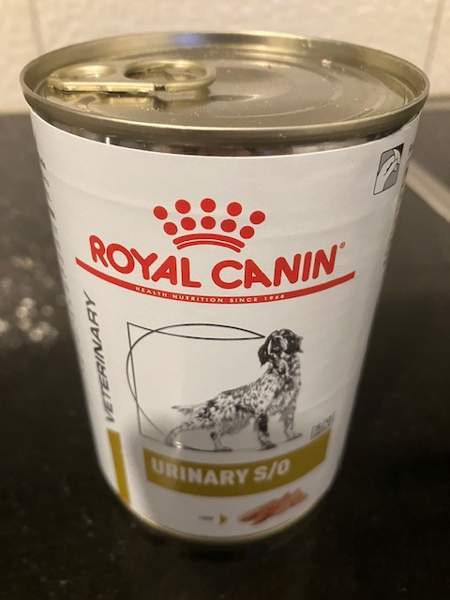 ROYAL CANIN®
HEALTH NUTRITION SINCE 1968
VETERINARY
URINARY S/O